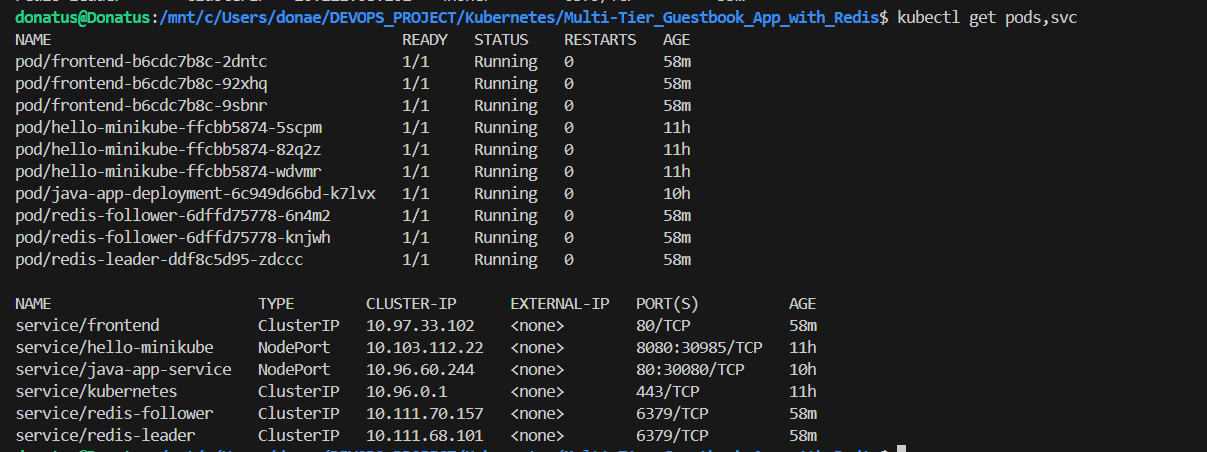 donatus@Donatus:/mnt/c/Users/donae/DEVOPS_PROJECT/Kubernetes/Multi-Tier_Guestbook_App_with_Redis$ kubectl get pods,svc
NAME READY STATUS RESTARTS AGE
pod/frontend-b6cdc7b8c-2dntc 1/1 Running 0 58m
pod/frontend-b6cdc7b8c-92xhq 1/1 Running 0 58m
pod/frontend-b6cdc7b8c-9sbnr 1/1 Running 0 58m
pod/hello-minikube-ffcbb5874-5scpm 1/1 Running 0 11h
pod/hello-minikube-ffcbb5874-82q2z 1/1 Running 0 11h
pod/hello-minikube-ffcbb5874-wdvmr 1/1 Running 0 11h
pod/java-app-deployment-6c949d66bd-k7lvx 1/1 Running 0 10h
pod/redis-follower-6dffd75778-6n4m2 1/1 Running 0 58m
pod/redis-follower-6dffd75778-knjwh 1/1 Running 0 58m
pod/redis-leader-ddf8c5d95-zdccc 1/1 Running 0 58m
NAME TYPE CLUSTER-IP EXTERNAL-IP PORT(S) AGE
service/frontend ClusterIP 10.97.33.102 <none> 80/TCP 58m
service/hello-minikube NodePort 10.103.112.22 <none> 8080:30985/TCP 11h
service/java-app-service NodePort 10.96.60.244 <none> 80:30080/TCP 10h
service/kubernetes ClusterIP 10.96.0.1 <none> 443/TCP 11h
service/redis-follower ClusterIP 10.111.70.157 <none> 6379/TCP 58m
service/redis-leader ClusterIP 10.111.68.101 <none> 6379/TCP 58m